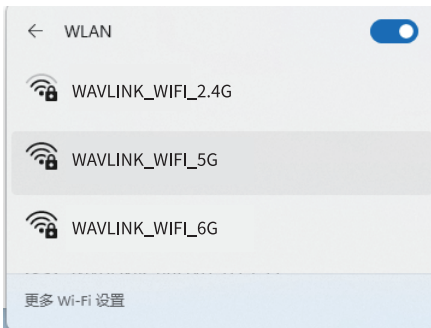 WLAN
WAVLINK_WIFI_2.4G
WAVLINK_WIFI_5G
WAVLINK_WIFI_6G
更多 Wi-Fi 设置